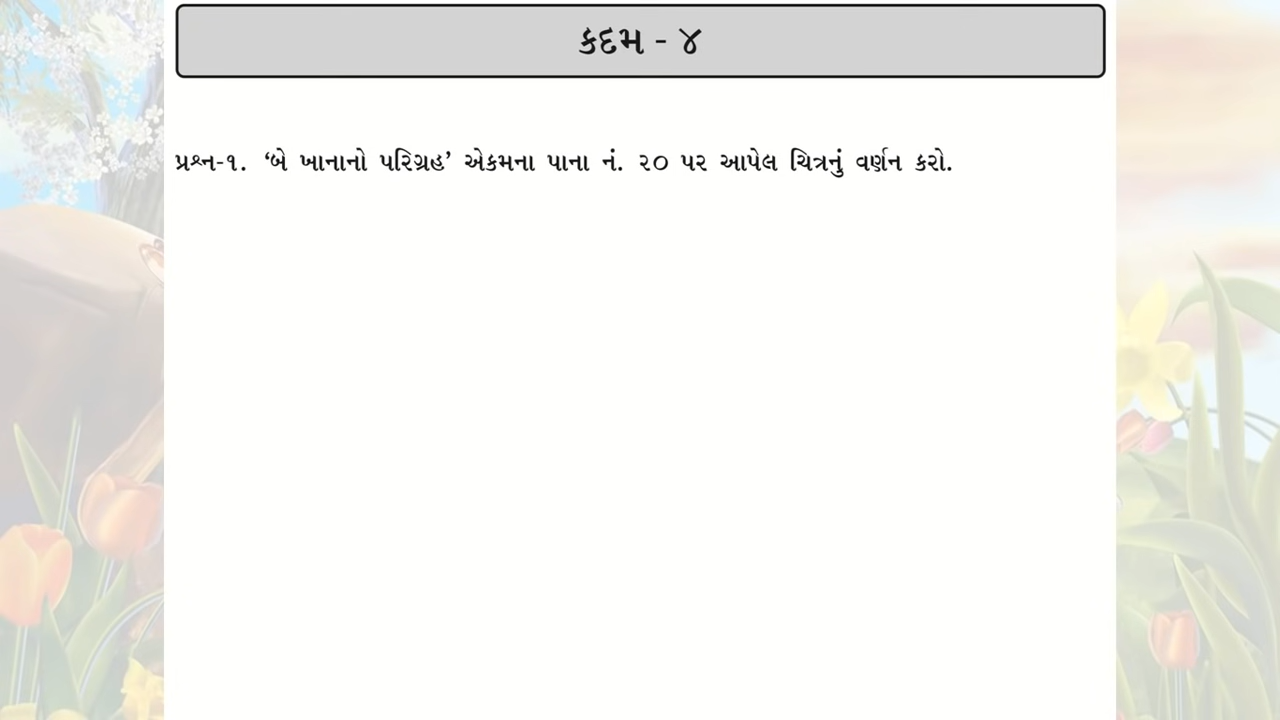 કદમ - ૪
પ્રશ્ન-૧. ‘બે ખાનાનો પરિગ્રહ’ એકમના પાના નં. ૨૦ પર આપેલ ચિત્રનું વર્ણન કરો.